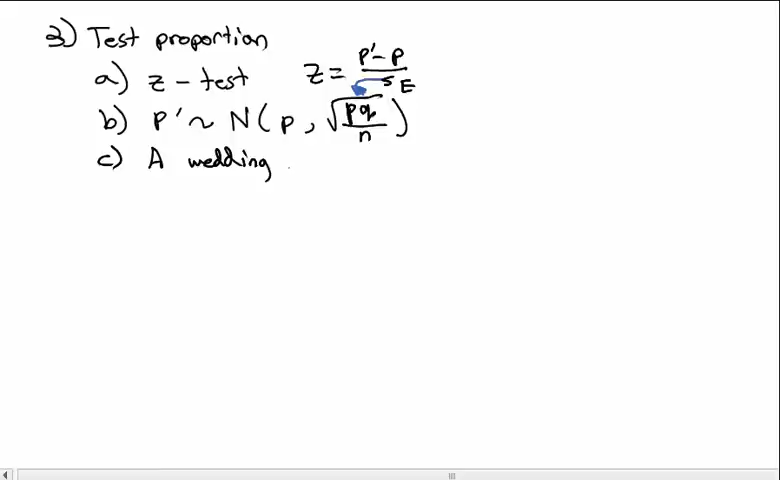 3) Test proportion
a) z - test z = (p' - p) / SE
b) P' ~ N(p, √(pq/n))
c) A wedding